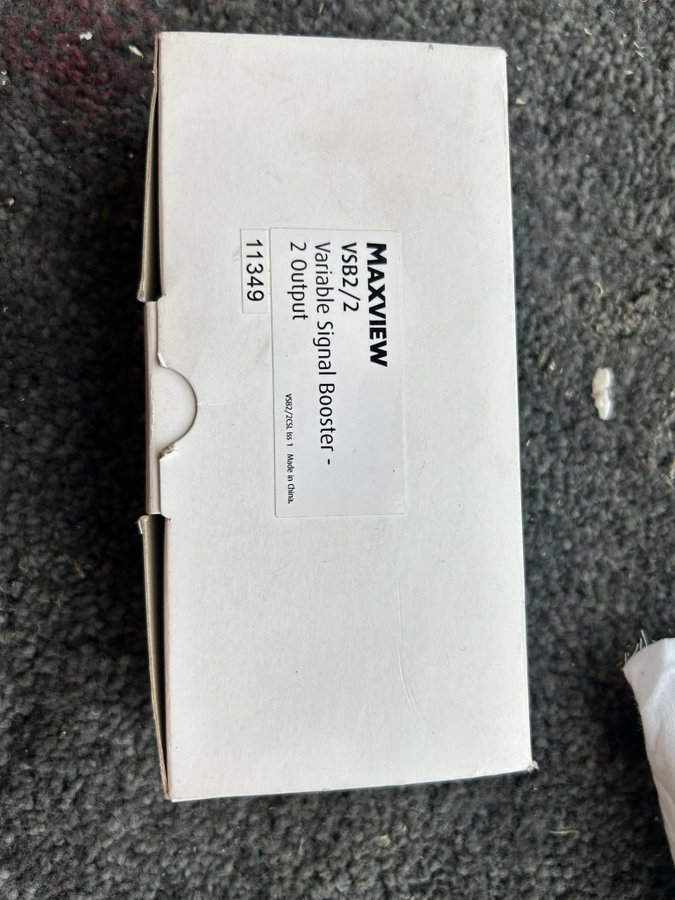 MAXVIEW
VSB2/2
Variable Signal Booster -
2 Output
VSB2/2CSL Iss 1 Made in China.
11349